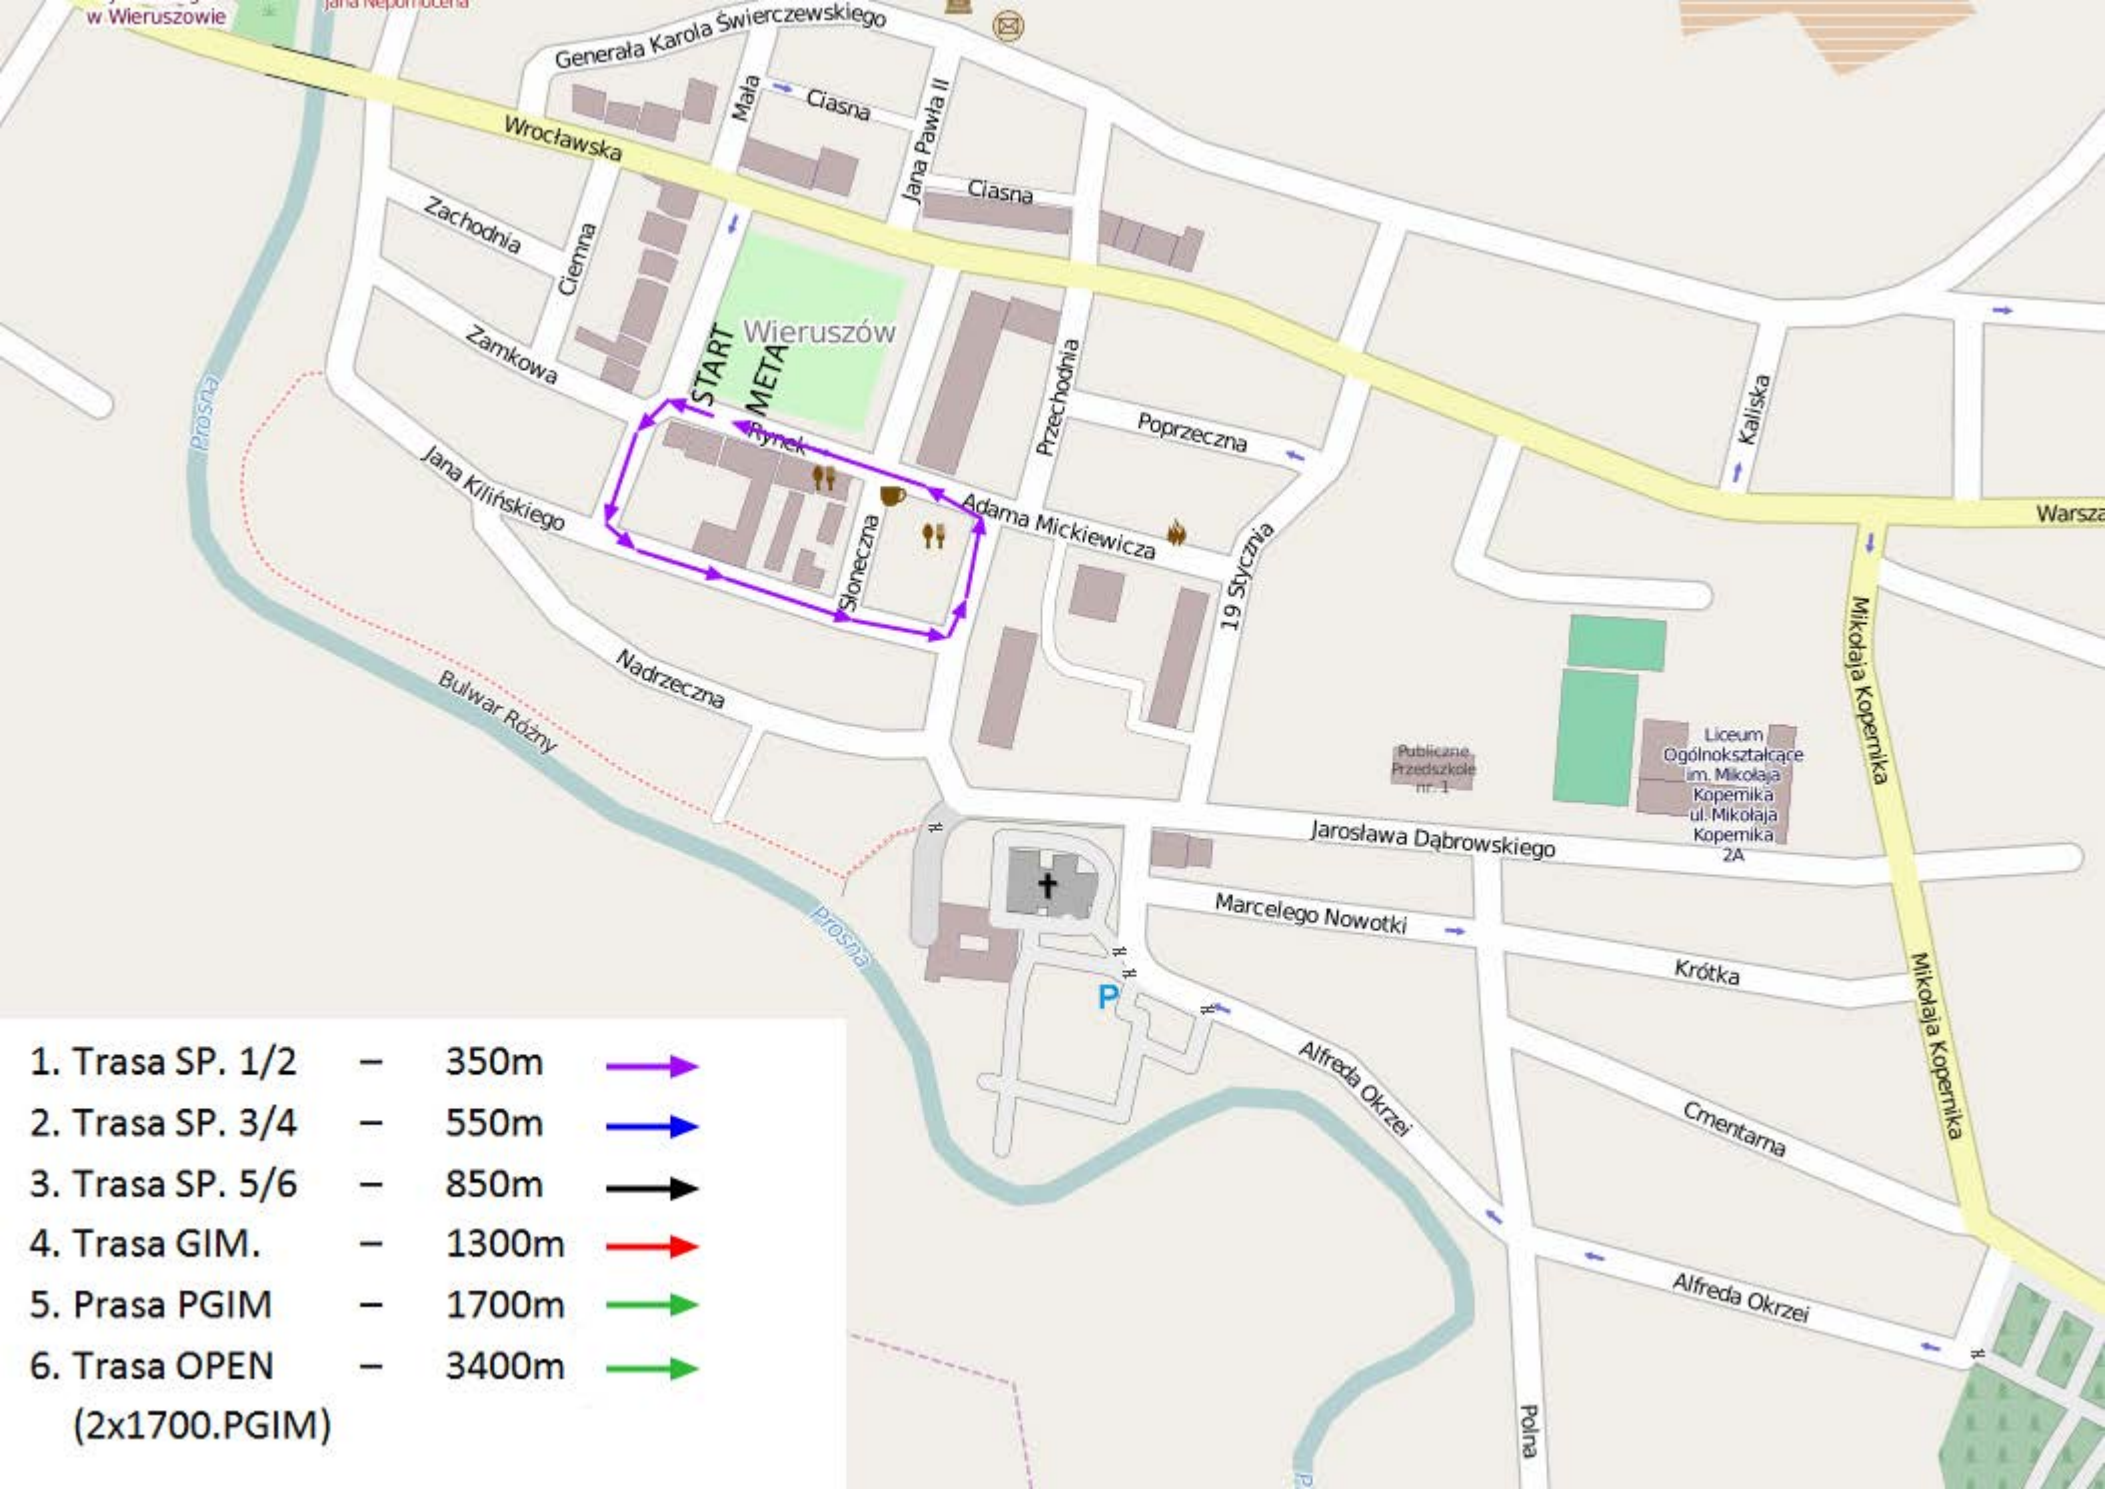 w Wieruszowie
Jana Nepomucena
Generała Karola Świerczewskiego
Mała
Ciasna
Jana Pawła II
Wrocławska
Ciasna
Zachodnia
Ciemna
Wieruszów
START
META
Zamkowa
Prosna
Rynek
Przechodnia
Poprzeczna
Kaliska
Jana Kilińskiego
Adama Mickiewicza
Słoneczna
19 Stycznia
Warsza
Mikołaja Kopernika
Nadrzeczna
Bulwar Różny
Publiczne
Przedszkole
nr. 1
Liceum
Ogólnokształcące
im. Mikołaja
Kopernika
ul. Mikołaja
Kopernika
2A
Jarosława Dąbrowskiego
Marcelego Nowotki
Prosna
Krótka
Mikołaja Kopernika
P
Alfreda Okrzei
Cmentarna
Alfreda Okrzei
Polna
P
1. Trasa SP. 1/2 – 350m
2. Trasa SP. 3/4 – 550m
3. Trasa SP. 5/6 – 850m
4. Trasa GIM. – 1300m
5. Prasa PGIM – 1700m
6. Trasa OPEN – 3400m
(2x1700.PGIM)